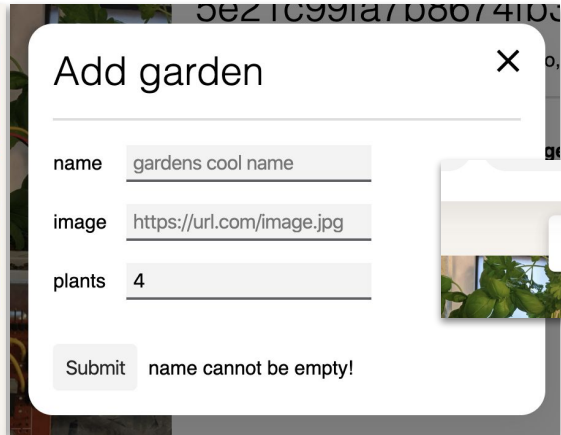 Add garden
o,
ge
name gardens cool name
image https://url.com/image.jpg
plants 4
Submit name cannot be empty!